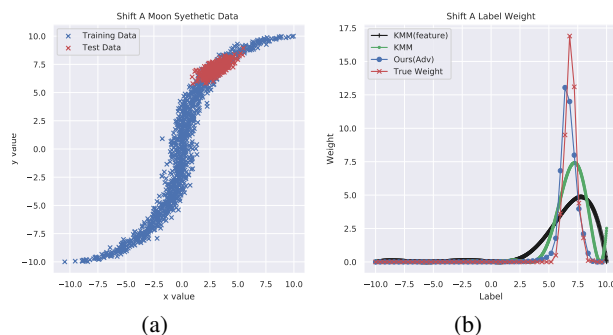 Shift A Moon Syethetic Data
Training Data
Test Data
10.0
7.5
5.0
2.5
0.0
−2.5
−5.0
−7.5
−10.0
y value
−10.0 −7.5 −5.0 −2.5 0.0 2.5 5.0 7.5 10.0
x value
(a)
Shift A Label Weight
KMM(feature)
KMM
Ours(Adv)
True Weight
17.5
15.0
12.5
10.0
7.5
5.0
2.5
0.0
Weight
−10.0 −7.5 −5.0 −2.5 0.0 2.5 5.0 7.5 10.0
Label
(b)